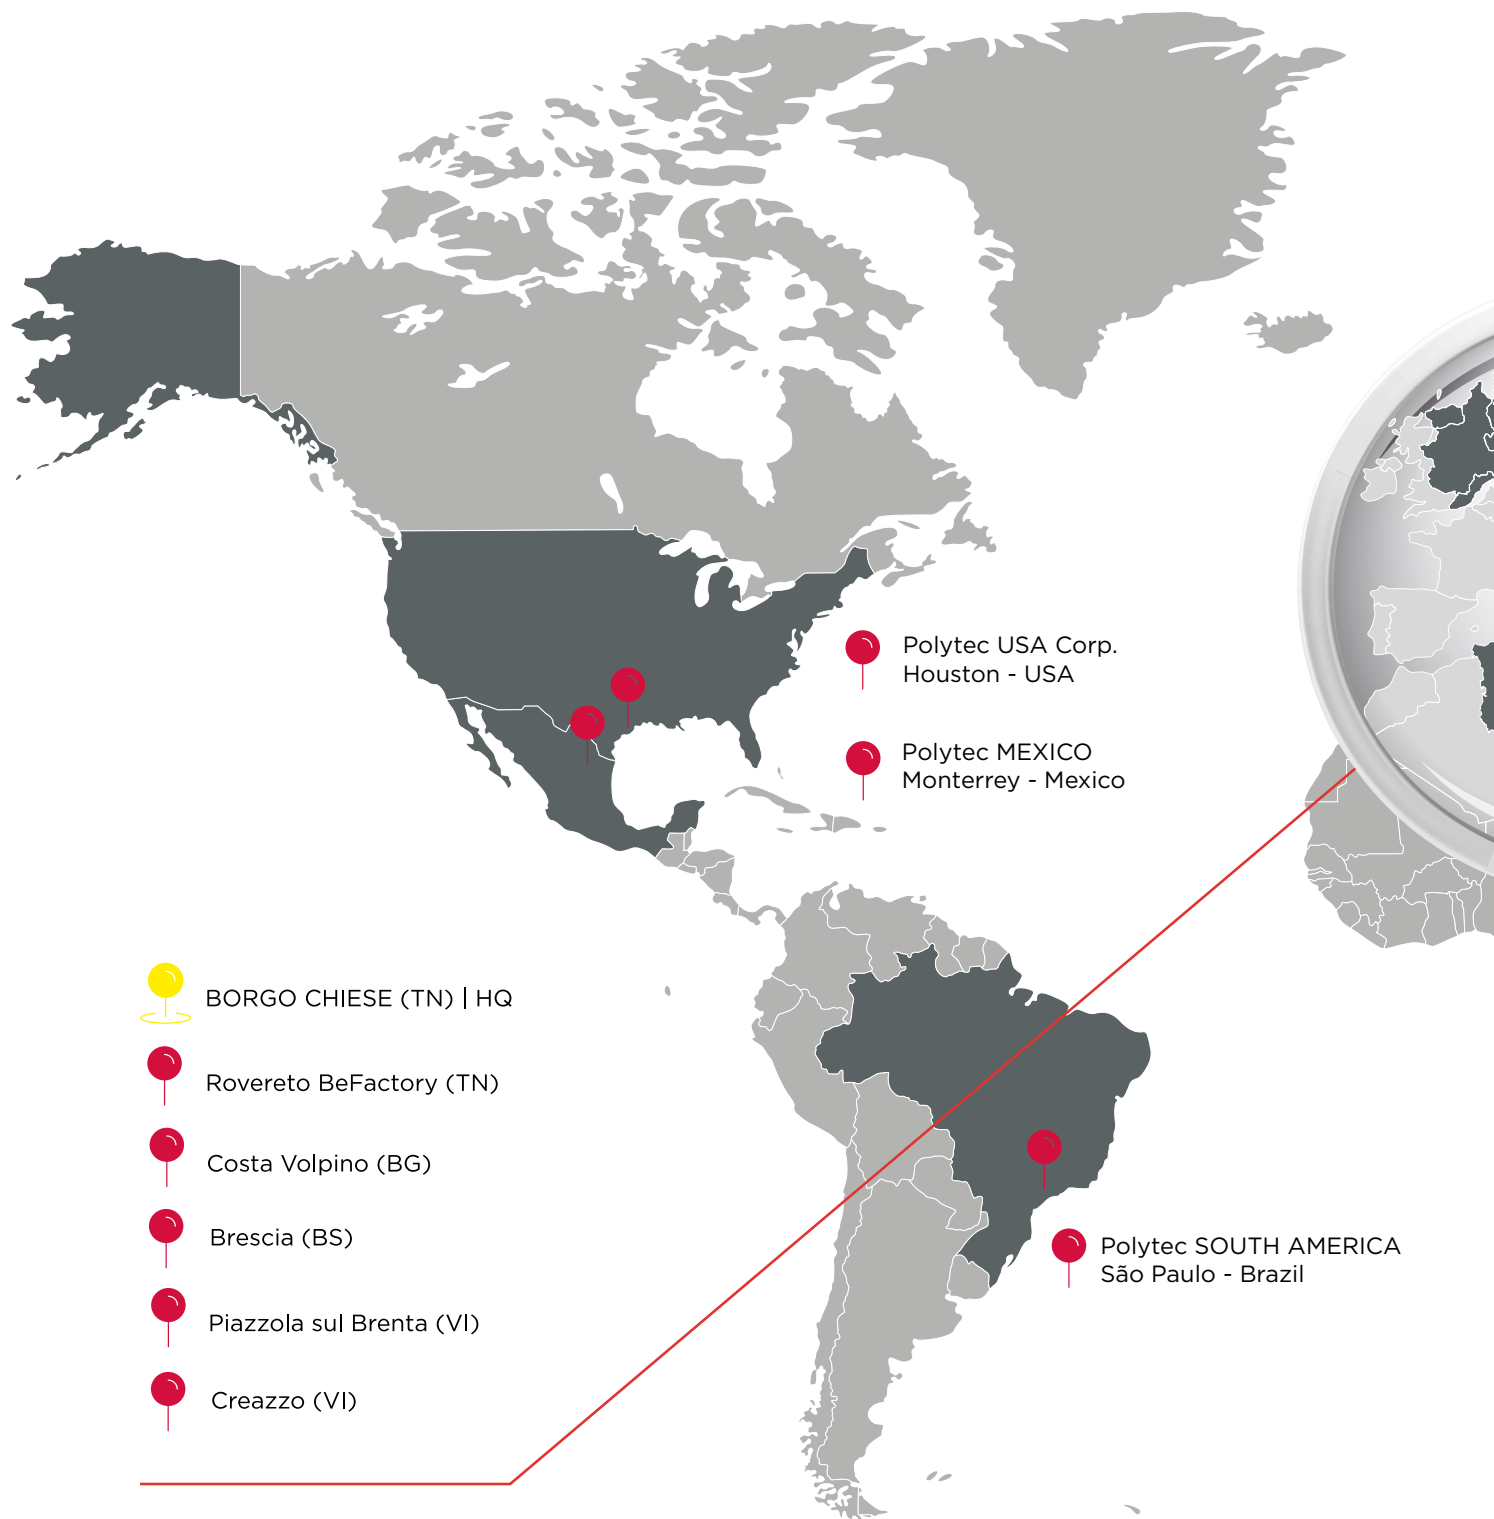 Polytec USA Corp.
Houston - USA
Polytec MEXICO
Monterrey - Mexico
BORGO CHIESE (TN) | HQ
Rovereto BeFactory (TN)
Costa Volpino (BG)
Brescia (BS)
Piazzola sul Brenta (VI)
Creazzo (VI)
Polytec SOUTH AMERICA
São Paulo - Brazil